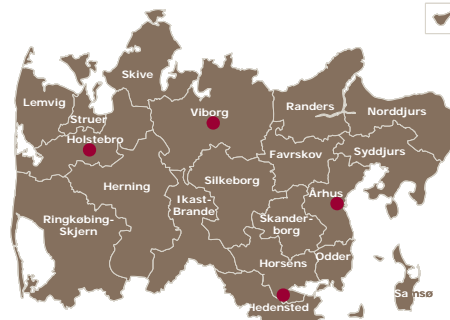 Skive
Lemvig
Viborg
Randers
Norddjurs
Struer
Holstebro
Favrskov
Syddjurs
Herning
Silkeborg
Århus
Ikast-
Brande
Skander
borg
Ringkøbing-
Skjern
Horsens
Odder
Samsø
Hedensted